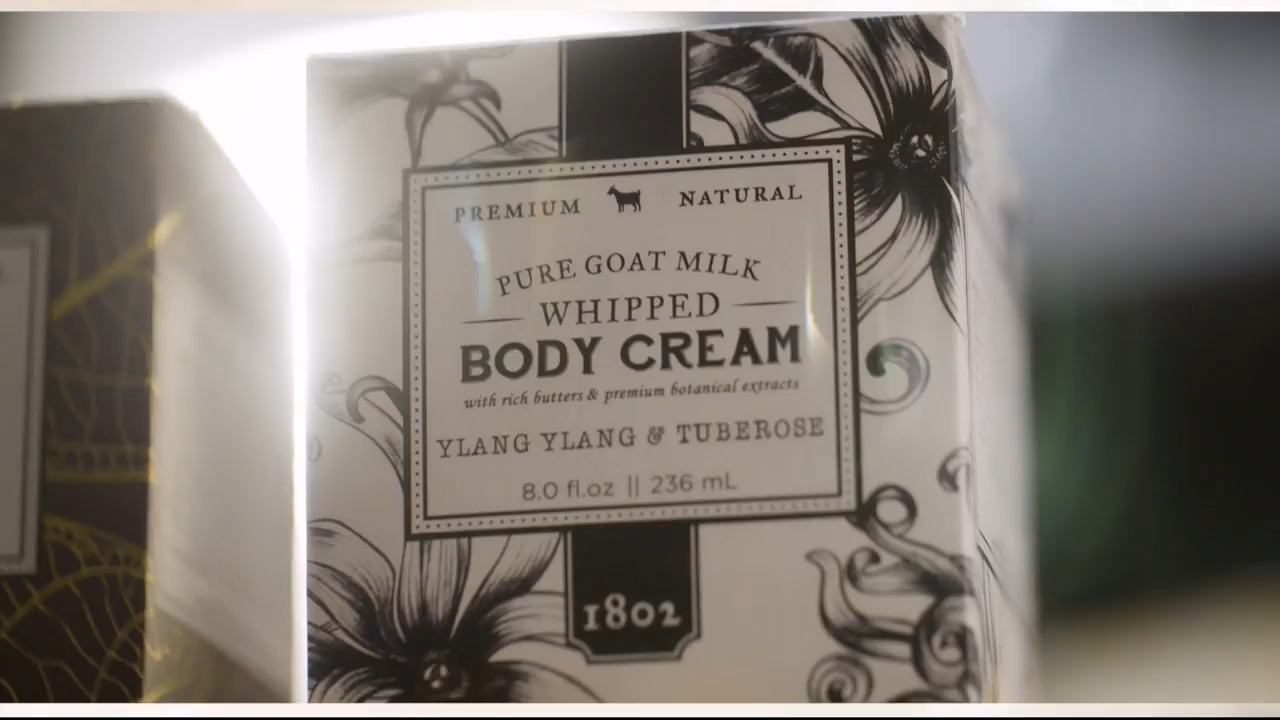 PREMIUM NATURAL
PURE GOAT MILK
WHIPPED
BODY CREAM
with rich butters & premium botanical extracts
YLANG YLANG & TUBEROSE
8.0 fl.oz || 236 mL
1802